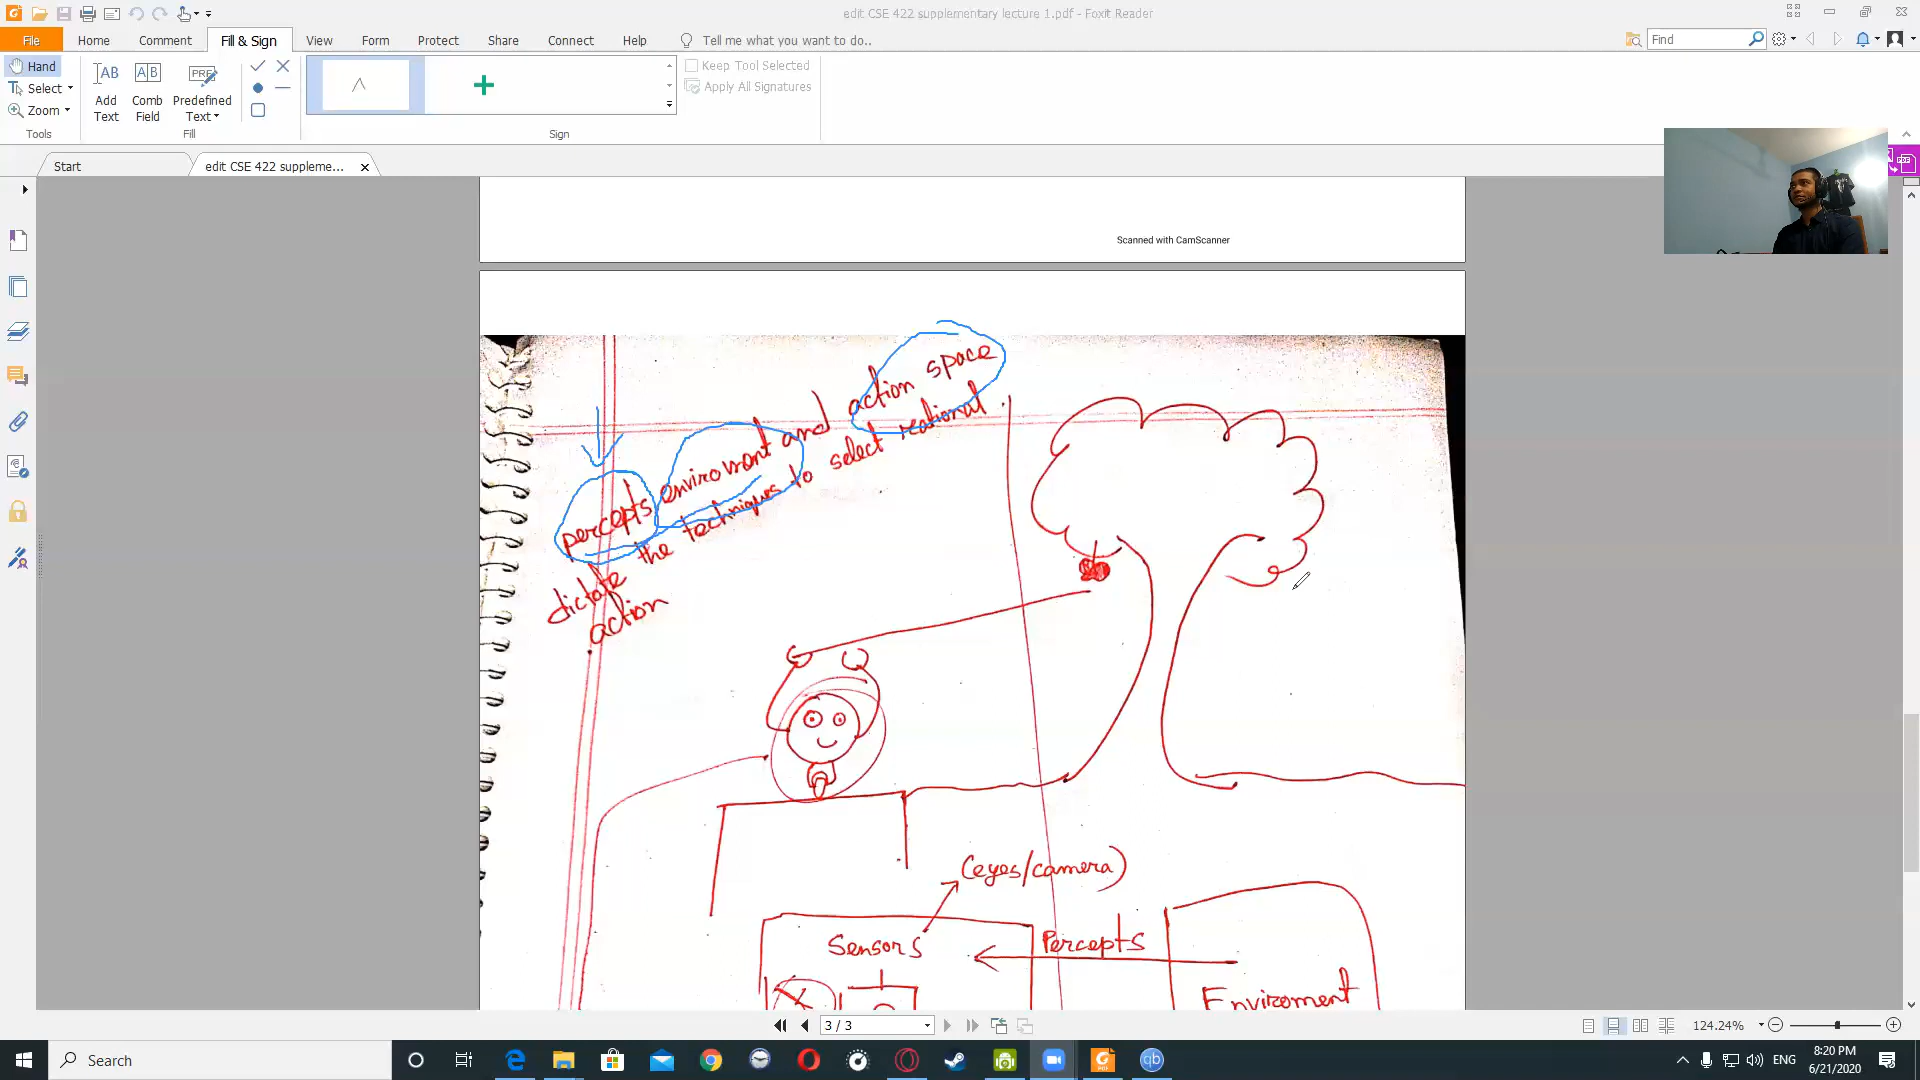 edit CSE 422 supplementary lecture 1.pdf - Foxit Reader
File Home Comment Fill & Sign View Form Protect Share Connect Help Tell me what you want to do.. Find
Hand
Select
Zoom
Tools
Add Text
Comb Field
PRE
Predefined Text
Fill
Keep Tool Selected
Apply All Signatures
Sign
Start
edit CSE 422 suppleme...
Scanned with CamScanner
percepts enviroment and action space
dictate the techniques to select rational
action
(eyes/camera)
Sensors
Percepts
Enviroment
3 / 3
124.24%
Search
ENG
8:20 PM
6/21/2020